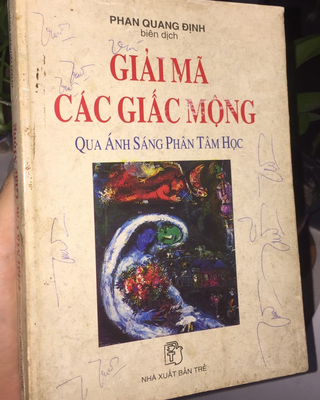 PHAN QUANG ĐỊNH
biên dịch
GIẢI MÃ
CÁC GIẤC MỘNG
QUA ÁNH SÁNG PHÂN TÂM HỌC
NHÀ XUẤT BẢN TRẺ